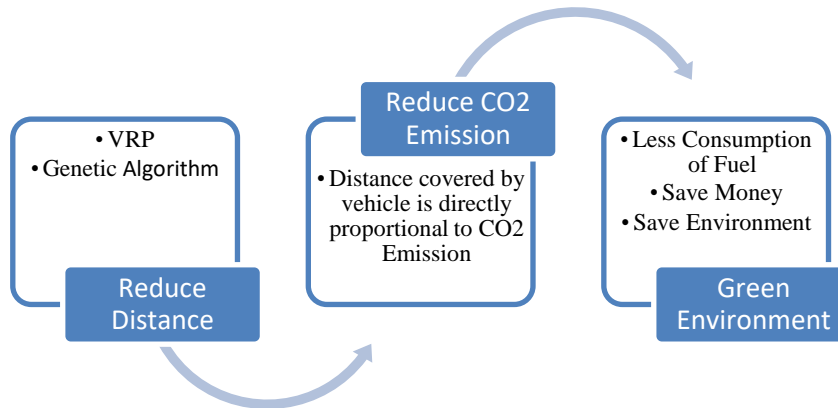 • VRP
• Genetic Algorithm
Reduce
Distance
Reduce CO2
Emission
• Distance covered by
vehicle is directly
proportional to CO2
Emission
• Less Consumption
of Fuel
• Save Money
• Save Environment
Green
Environment